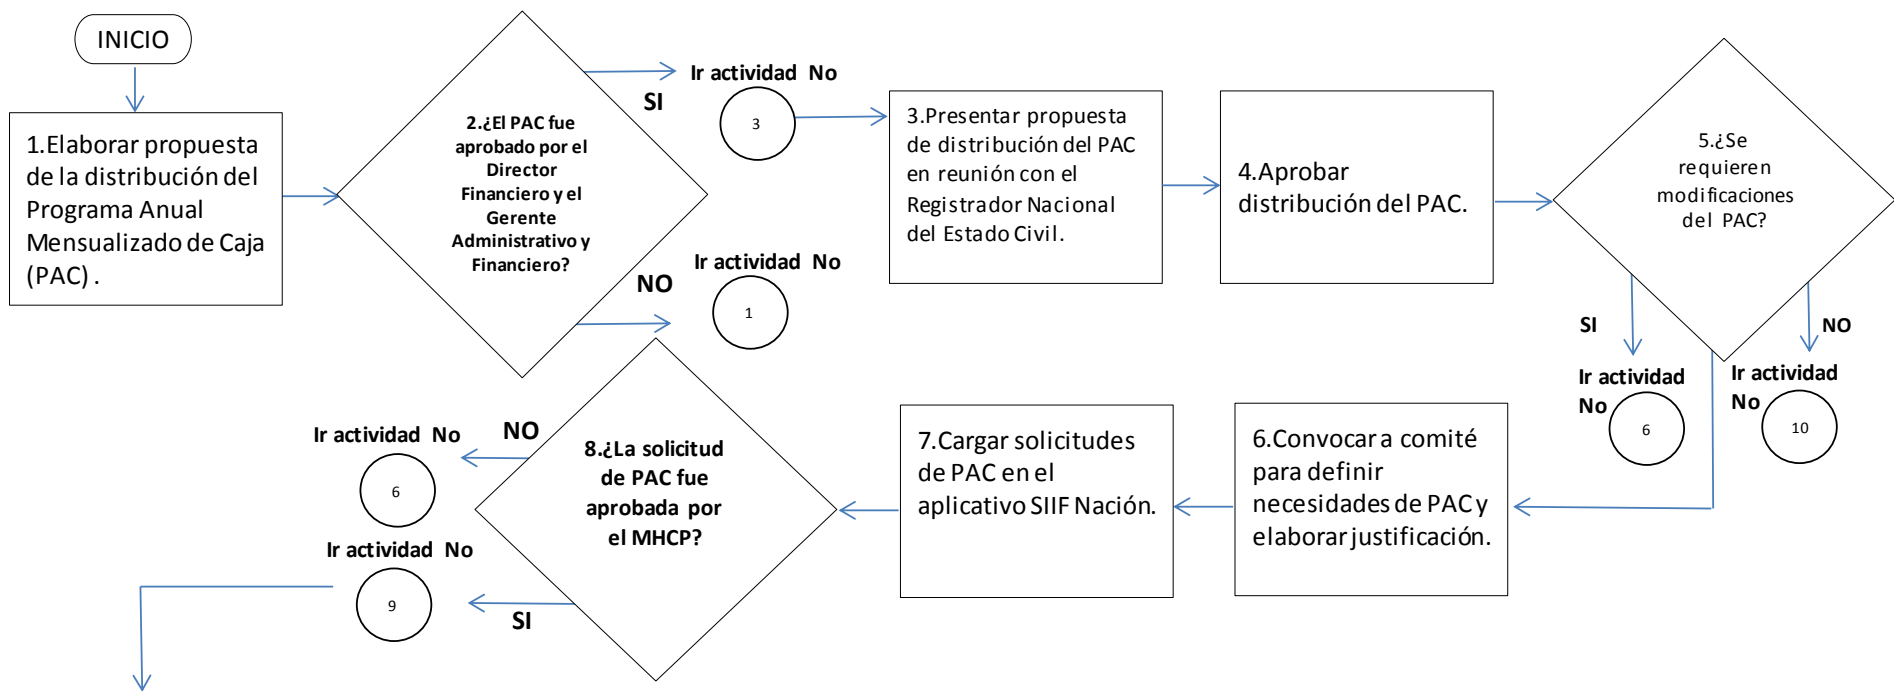 INICIO
1.Elaborar propuesta
de la distribución del
Programa Anual
Mensualizado de Caja
(PAC) .
2.¿El PAC fue
aprobado por el
Director
Financiero y el
Gerente
Administrativo y
Financiero?
SI
Ir actividad No
3
NO
Ir actividad No
1
3.Presentar propuesta
de distribución del PAC
en reunión con el
Registrador Nacional
del Estado Civil.
4.Aprobar
distribución del PAC.
5.¿Se
requieren
modificaciones
del PAC?
SI
Ir actividad
No
6
NO
Ir actividad
No
10
6.Convocar a comité
para definir
necesidades de PAC y
elaborar justificación.
7.Cargar solicitudes
de PAC en el
aplicativo SIIF Nación.
8.¿La solicitud
de PAC fue
aprobada por
el MHCP?
NO
Ir actividad No
6
Ir actividad No
9
SI